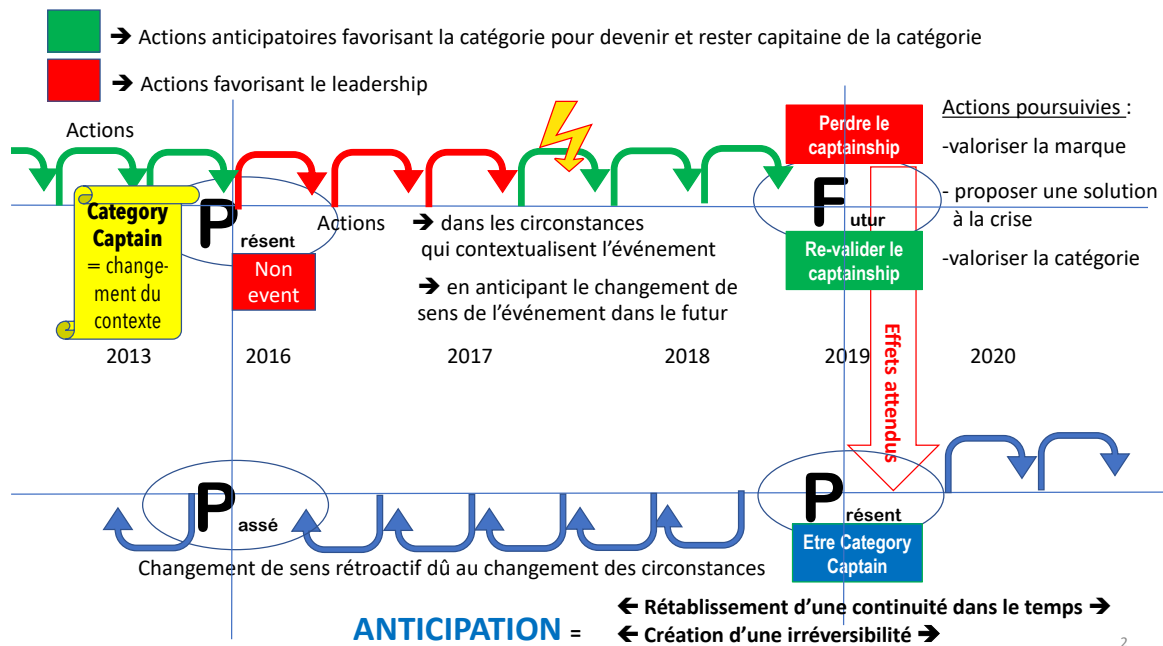 ➔ Actions anticipatoires favorisant la catégorie pour devenir et rester capitaine de la catégorie
➔ Actions favorisant le leadership
Actions
Category
Captain
= change-
ment du
contexte
Présent
Non
event
Actions
➔ dans les circonstances
qui contextualisent l’événement
➔ en anticipant le changement de
sens de l’événement dans le futur
Perdre le
captainship
Futur
Re-valider le
captainship
Actions poursuivies :
-valoriser la marque
- proposer une solution
à la crise
-valoriser la catégorie
2013
2016
2017
2018
2019
2020
Effets attendus
Passé
Présent
Etre Category
Captain
Changement de sens rétroactif dû au changement des circonstances
ANTICIPATION =
← Rétablissement d’une continuité dans le temps ➔
← Création d’une irréversibilité ➔
2